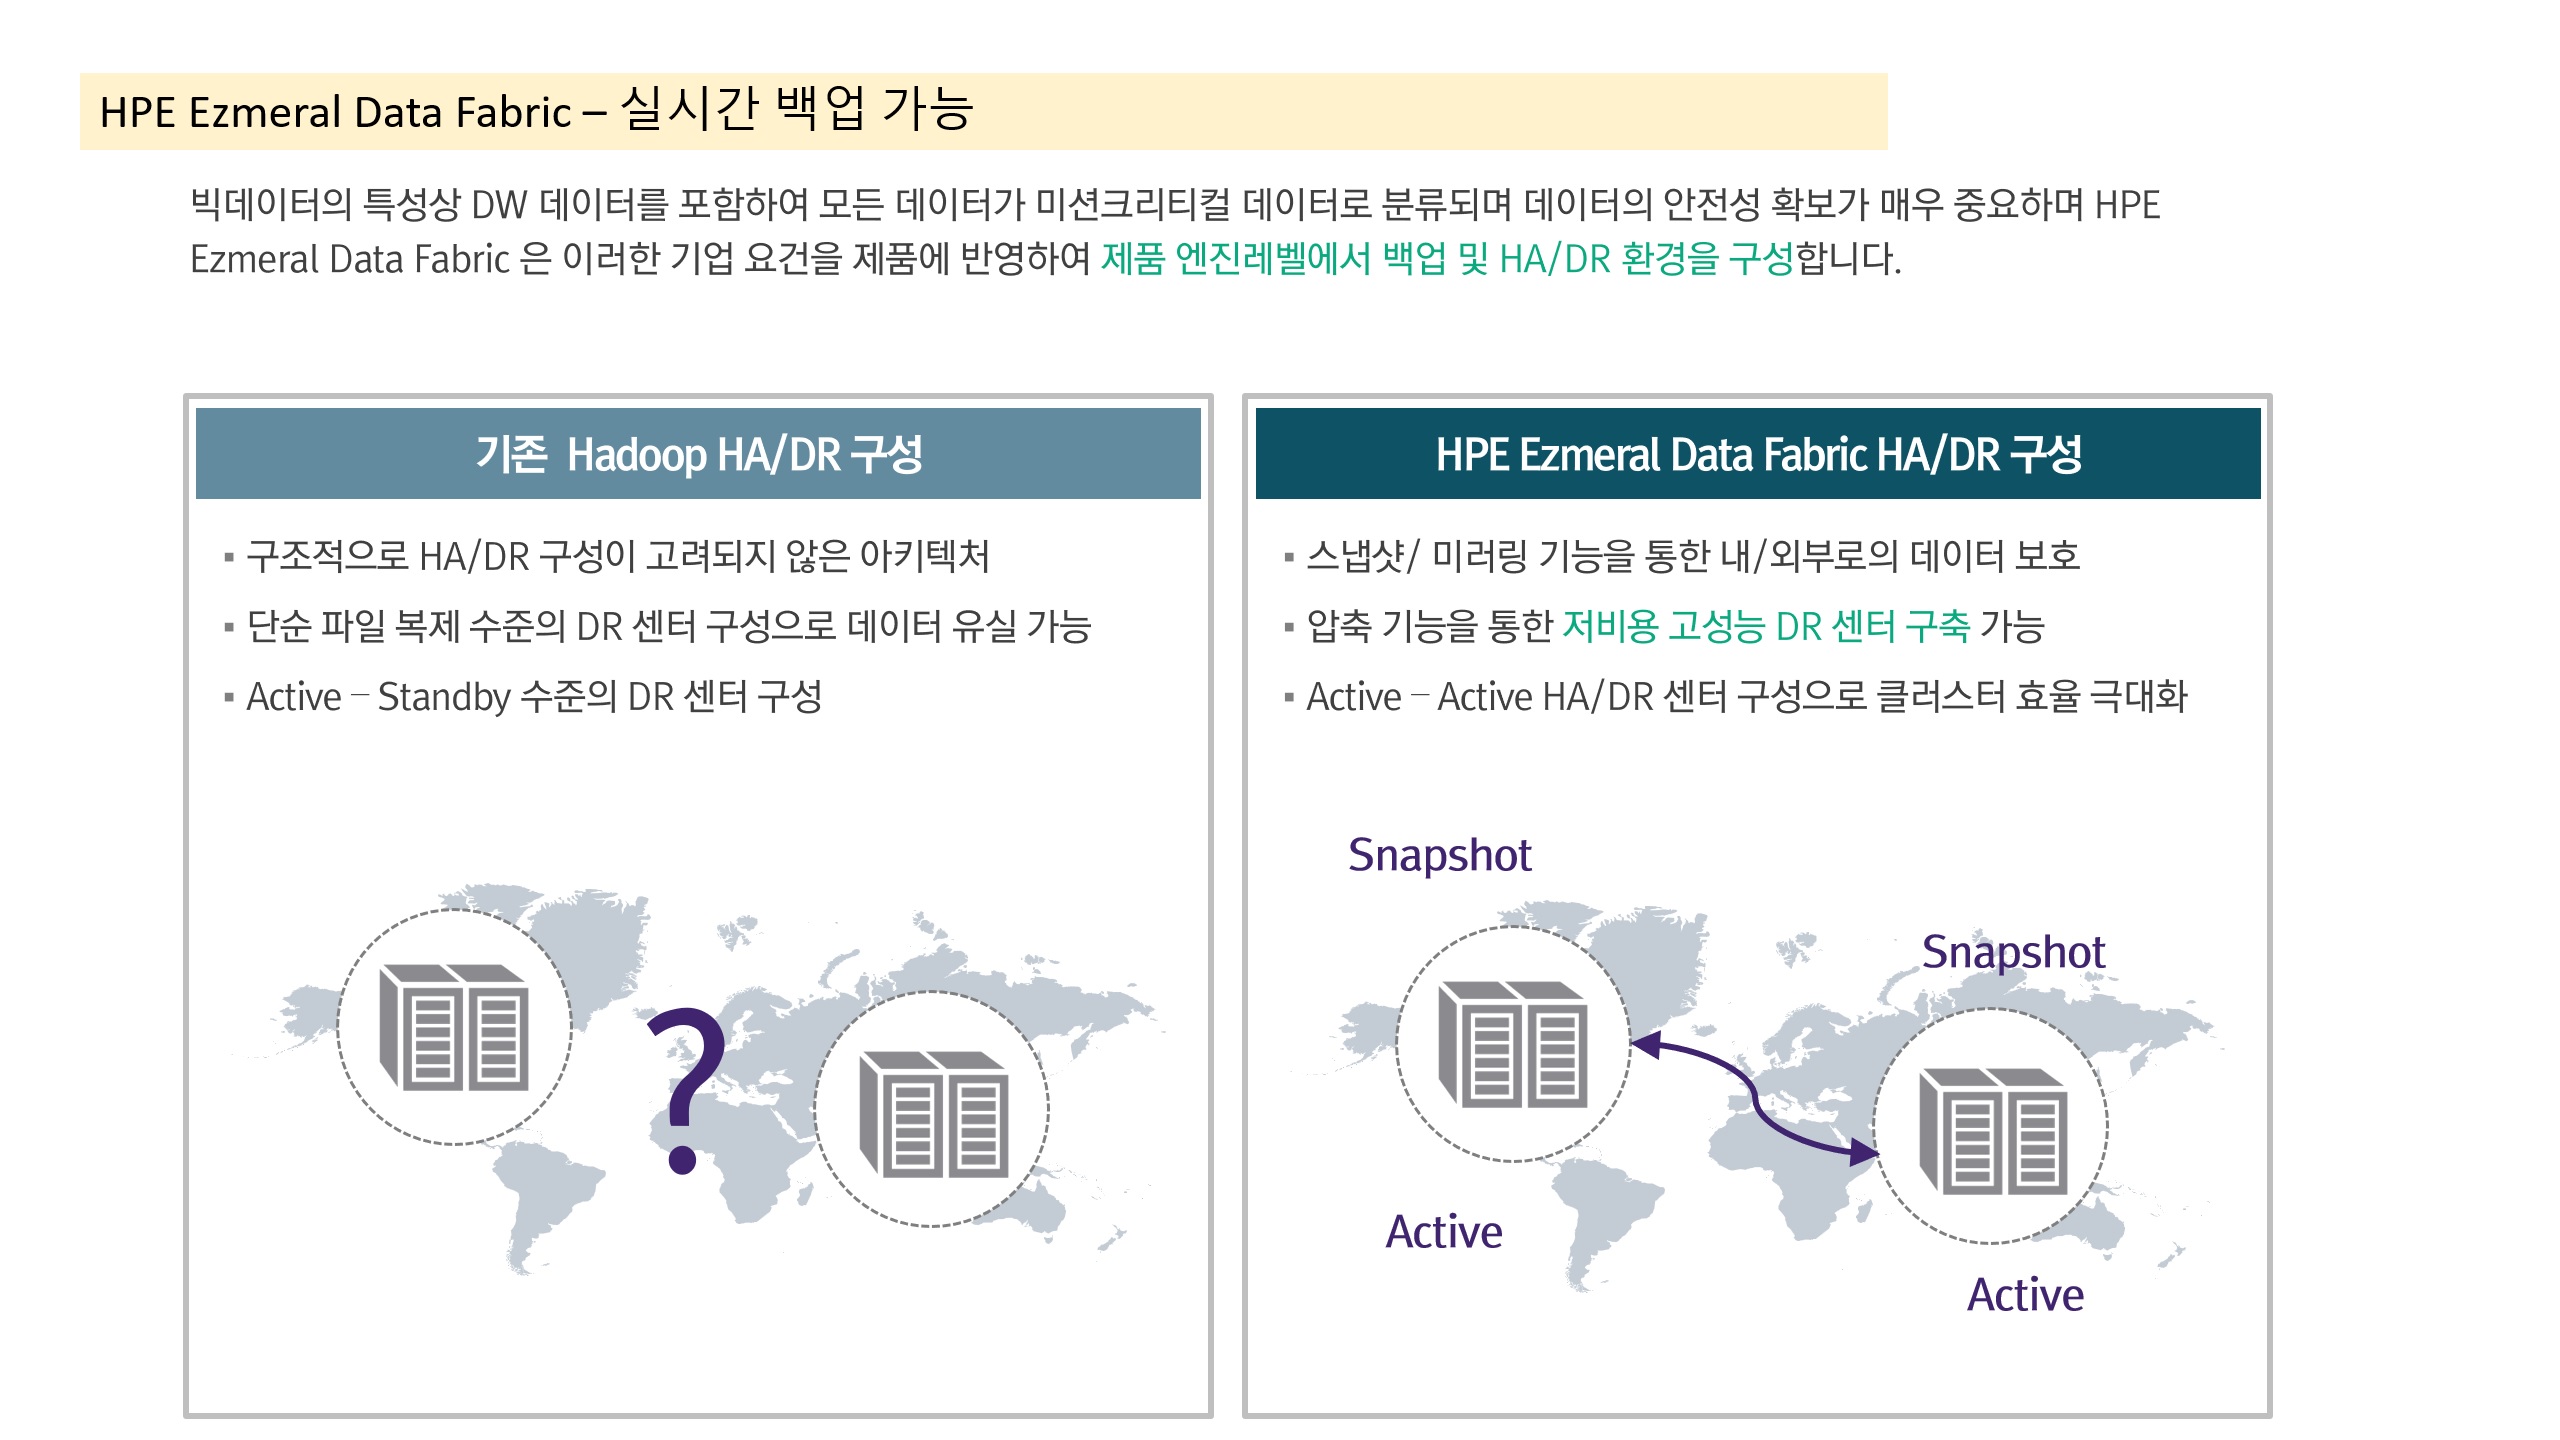 HPE Ezmeral Data Fabric – 실시간 백업 가능
빅데이터의 특성상 DW 데이터를 포함하여 모든 데이터가 미션크리티컬 데이터로 분류되며 데이터의 안전성 확보가 매우 중요하며 HPE
Ezmeral Data Fabric 은 이러한 기업 요건을 제품에 반영하여 제품 엔진레벨에서 백업 및 HA/DR 환경을 구성합니다.
기존 Hadoop HA/DR 구성
▪ 구조적으로 HA/DR 구성이 고려되지 않은 아키텍처
▪ 단순 파일 복제 수준의 DR 센터 구성으로 데이터 유실 가능
▪ Active – Standby 수준의 DR 센터 구성
?
HPE Ezmeral Data Fabric HA/DR 구성
▪ 스냅샷/ 미러링 기능을 통한 내/외부로의 데이터 보호
▪ 압축 기능을 통한 저비용 고성능 DR 센터 구축 가능
▪ Active – Active HA/DR 센터 구성으로 클러스터 효율 극대화
Snapshot
Snapshot
Active
Active